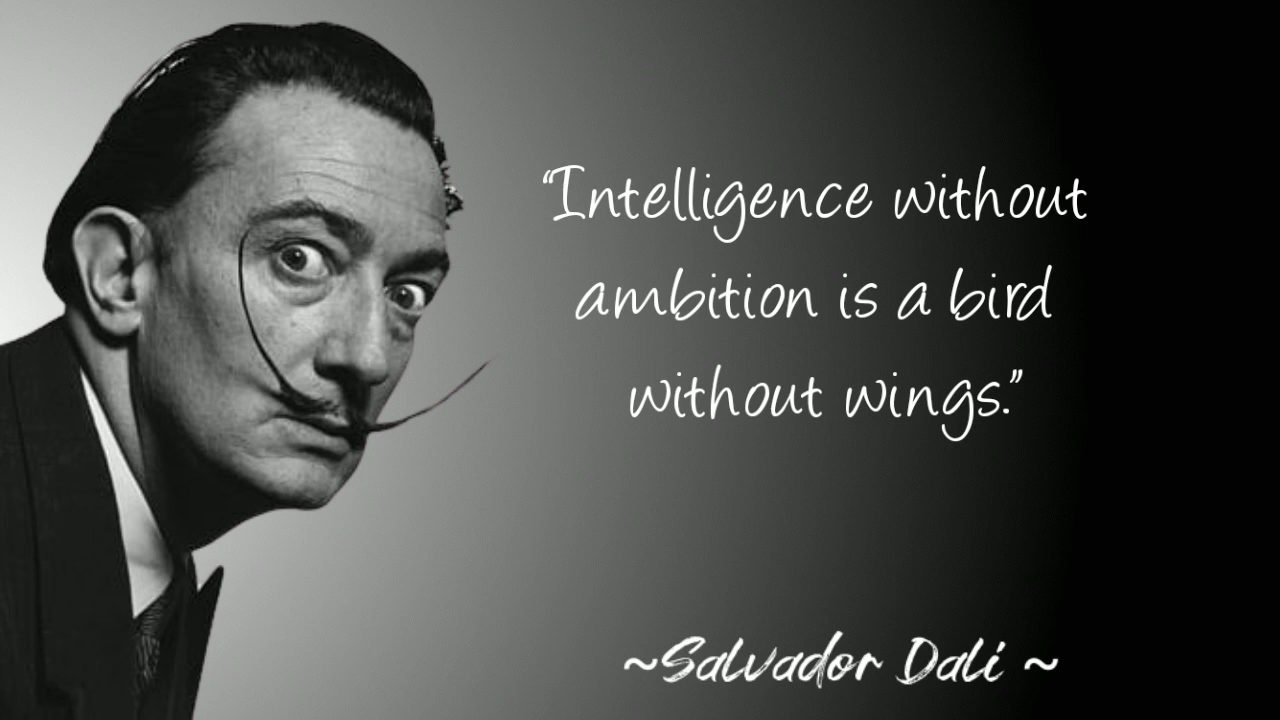 “Intelligence without
ambition is a bird
without wings.”
~Salvador Dali ~